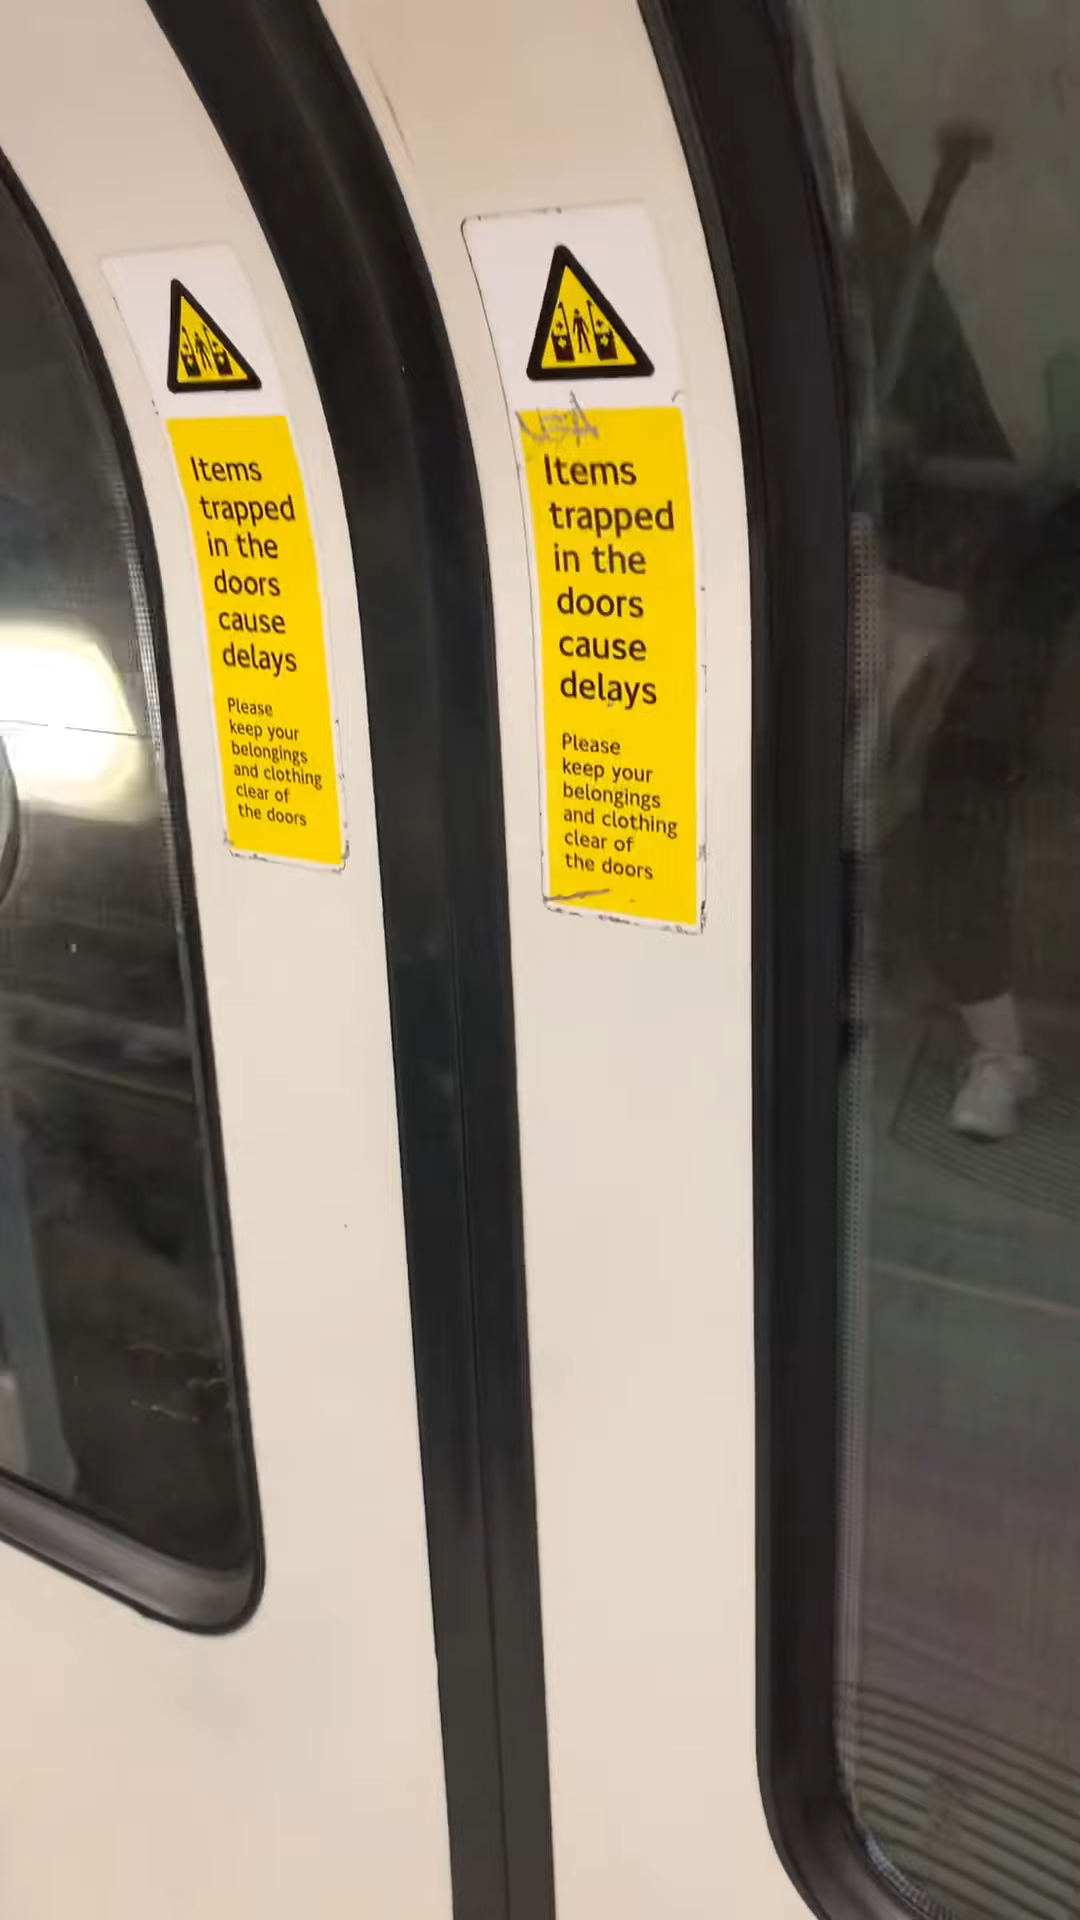 Items
trapped
in the
doors
cause
delays
Please
keep your
belongings
and clothing
clear of
the doors
Items
trapped
in the
doors
cause
delays
Please
keep your
belongings
and clothing
clear of
the doors